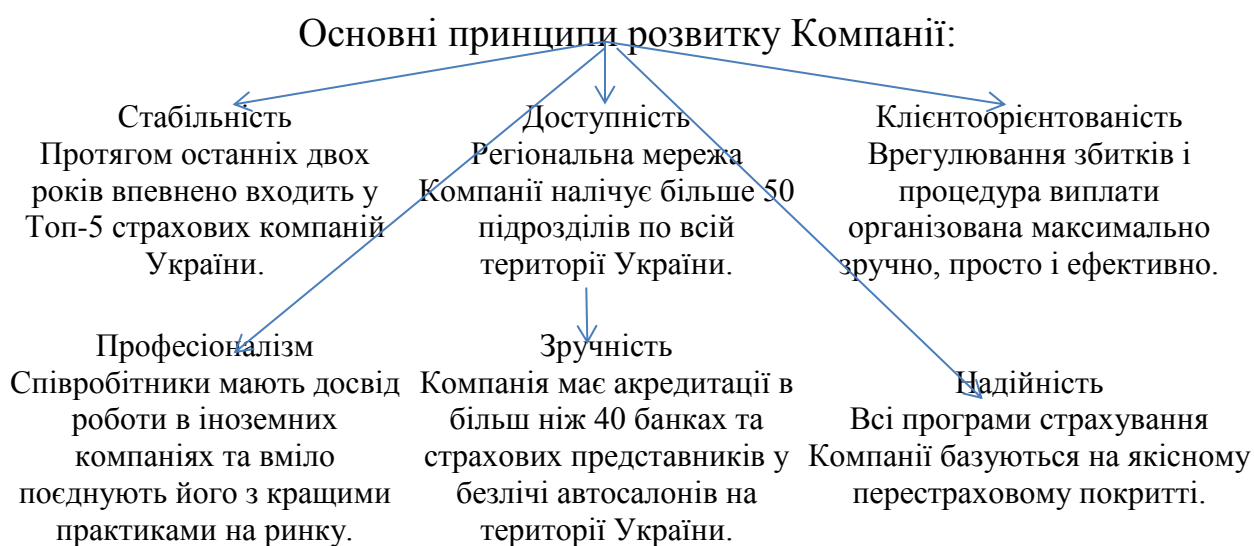 Основні принципи розвитку Компанії:
Стабільність
Протягом останніх двох
років впевнено входить у
Топ-5 страхових компаній
України.
Доступність
Регіональна мережа
Компанії налічує більше 50
підрозділів по всій
території України.
Клієнтоорієнтованість
Врегулювання збитків і
процедура виплати
організована максимально
зручно, просто і ефективно.
Професіоналізм
Співробітники мають досвід
роботи в іноземних
компаніях та вміло
поєднують його з кращими
практиками на ринку.
Зручність
Компанія має акредитації в
більш ніж 40 банках та
страхових представників у
безлічі автосалонів на
території України.
Надійність
Всі програми страхування
Компанії базуються на якісному
перестраховому покритті.